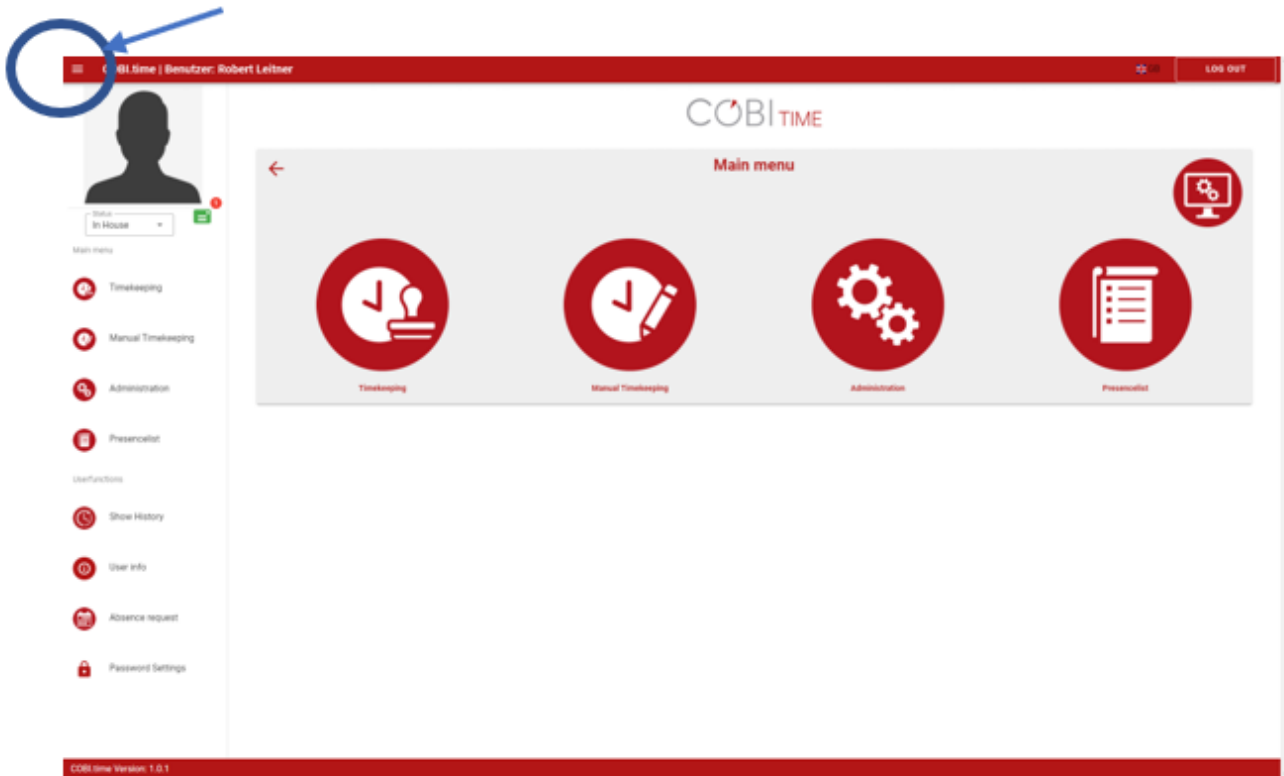 COBI.time | Benutzer: Robert Leitner
GB
LOG OUT
COBI TIME
Main menu
1
Status
In House
Main menu
Timekeeping
Manual Timekeeping
Administration
Presencelist
Userfunctions
Show History
User info
Absence request
Password Settings
Timekeeping
Manual Timekeeping
Administration
Presencelist
COBI.time Version: 1.0.1